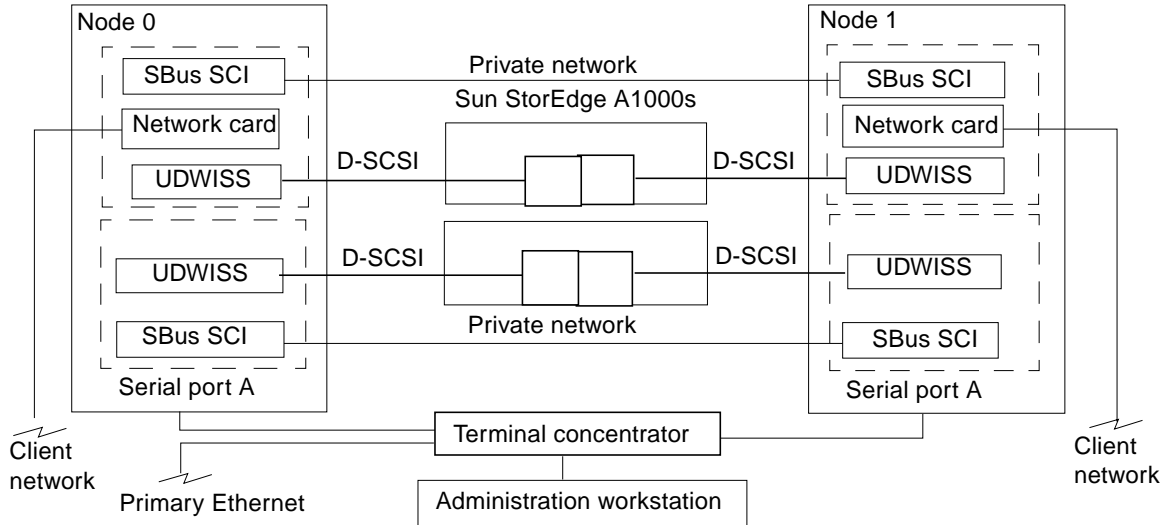 Node 0
Node 1
SBus SCI
Private network
SBus SCI
Sun StorEdge A1000s
Network card
Network card
D-SCSI
D-SCSI
UDWISS
UDWISS
UDWISS
D-SCSI
D-SCSI
UDWISS
Private network
SBus SCI
SBus SCI
Serial port A
Serial port A
Terminal concentrator
Client
network
Client
network
Primary Ethernet
Administration workstation